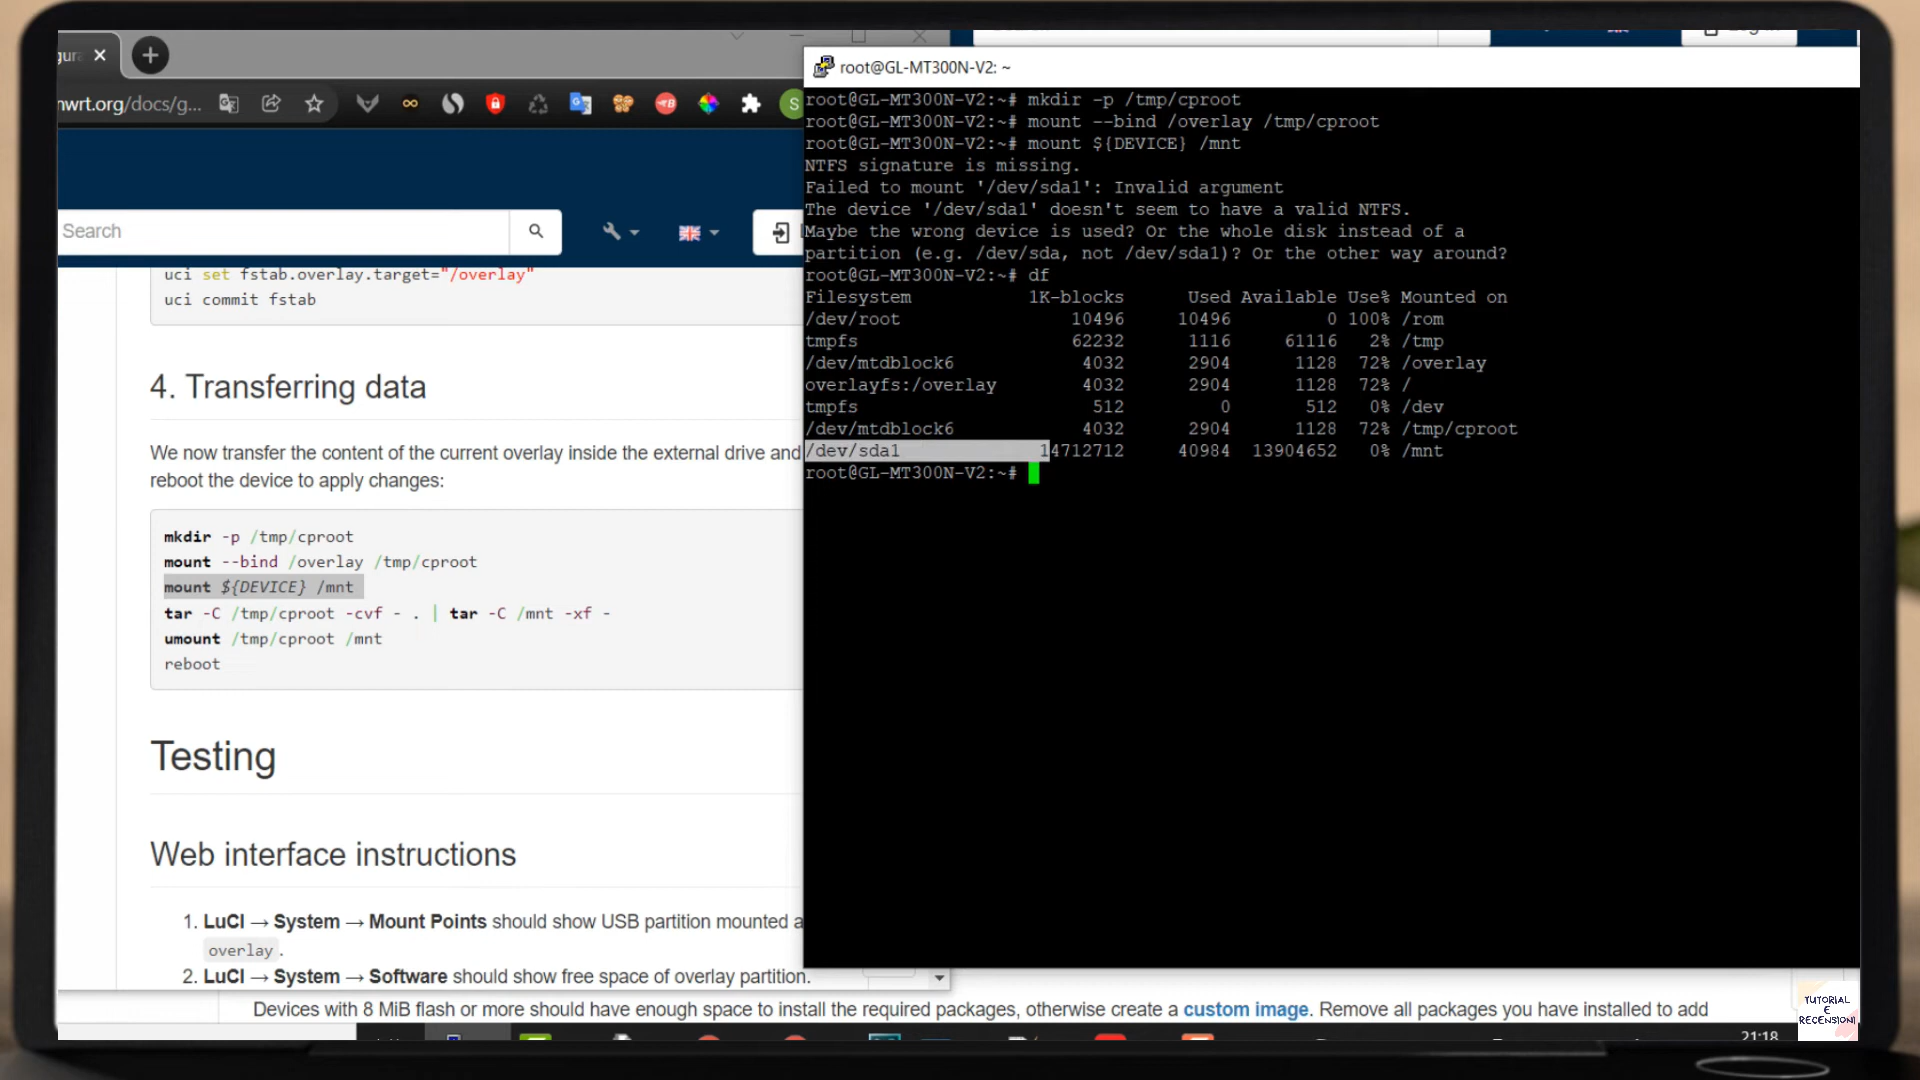 gura
nwrt.org/docs/g...
S
Search
uci set fstab.overlay.target="/overlay"
uci commit fstab
4. Transferring data
We now transfer the content of the current overlay inside the external drive and
reboot the device to apply changes:
mkdir -p /tmp/cproot
mount --bind /overlay /tmp/cproot
mount ${DEVICE} /mnt
tar -C /tmp/cproot -cvf - . | tar -C /mnt -xf -
umount /tmp/cproot /mnt
reboot
Testing
Web interface instructions
1. LuCI → System → Mount Points should show USB partition mounted a
overlay .
2. LuCI → System → Software should show free space of overlay partition.
Devices with 8 MiB flash or more should have enough space to install the required packages, otherwise create a custom image. Remove all packages you have installed to add
root@GL-MT300N-V2: ~
root@GL-MT300N-V2:~# mkdir -p /tmp/cproot
root@GL-MT300N-V2:~# mount --bind /overlay /tmp/cproot
root@GL-MT300N-V2:~# mount ${DEVICE} /mnt
NTFS signature is missing.
Failed to mount '/dev/sda1': Invalid argument
The device '/dev/sda1' doesn't seem to have a valid NTFS.
Maybe the wrong device is used? Or the whole disk instead of a
partition (e.g. /dev/sda, not /dev/sda1)? Or the other way around?
root@GL-MT300N-V2:~# df
Filesystem 1K-blocks Used Available Use% Mounted on
/dev/root 10496 10496 0 100% /rom
tmpfs 62232 1116 61116 2% /tmp
/dev/mtdblock6 4032 2904 1128 72% /overlay
overlayfs:/overlay 4032 2904 1128 72% /
tmpfs 512 0 512 0% /dev
/dev/mtdblock6 4032 2904 1128 72% /tmp/cproot
/dev/sda1 14712712 40984 13904652 0% /mnt
root@GL-MT300N-V2:~#
TUTORIAL
E
RECENSIONI
21:18